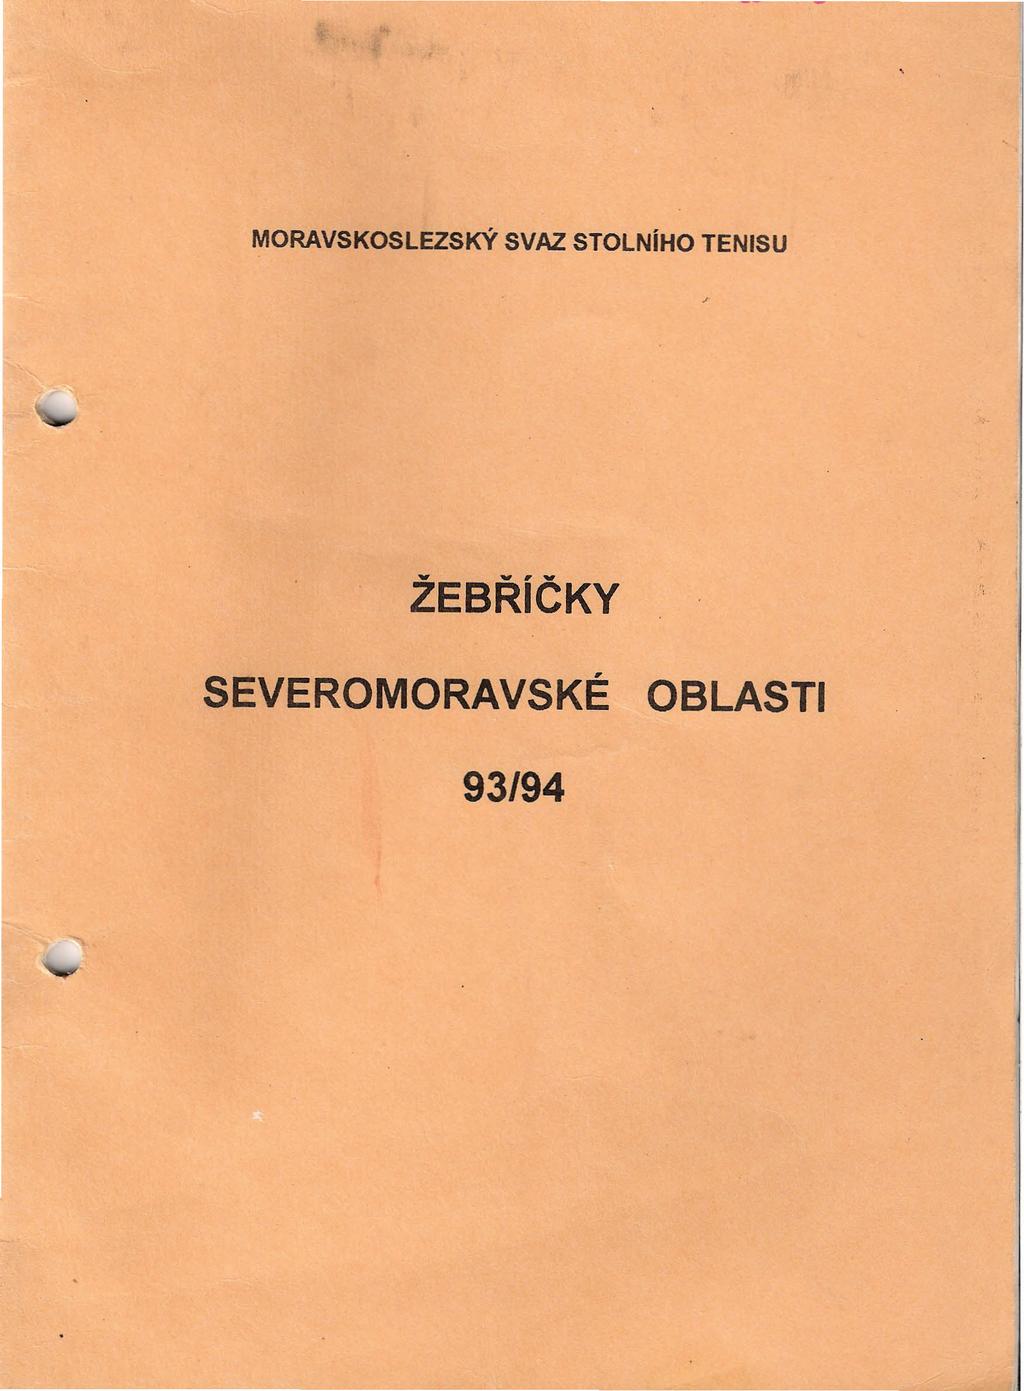 MORAVSKOSLEZSKÝ SVAZ STOLNÍHO TENISU
ŽEBŘÍČKY
SEVEROMORAVSKÉ OBLASTI
93/94